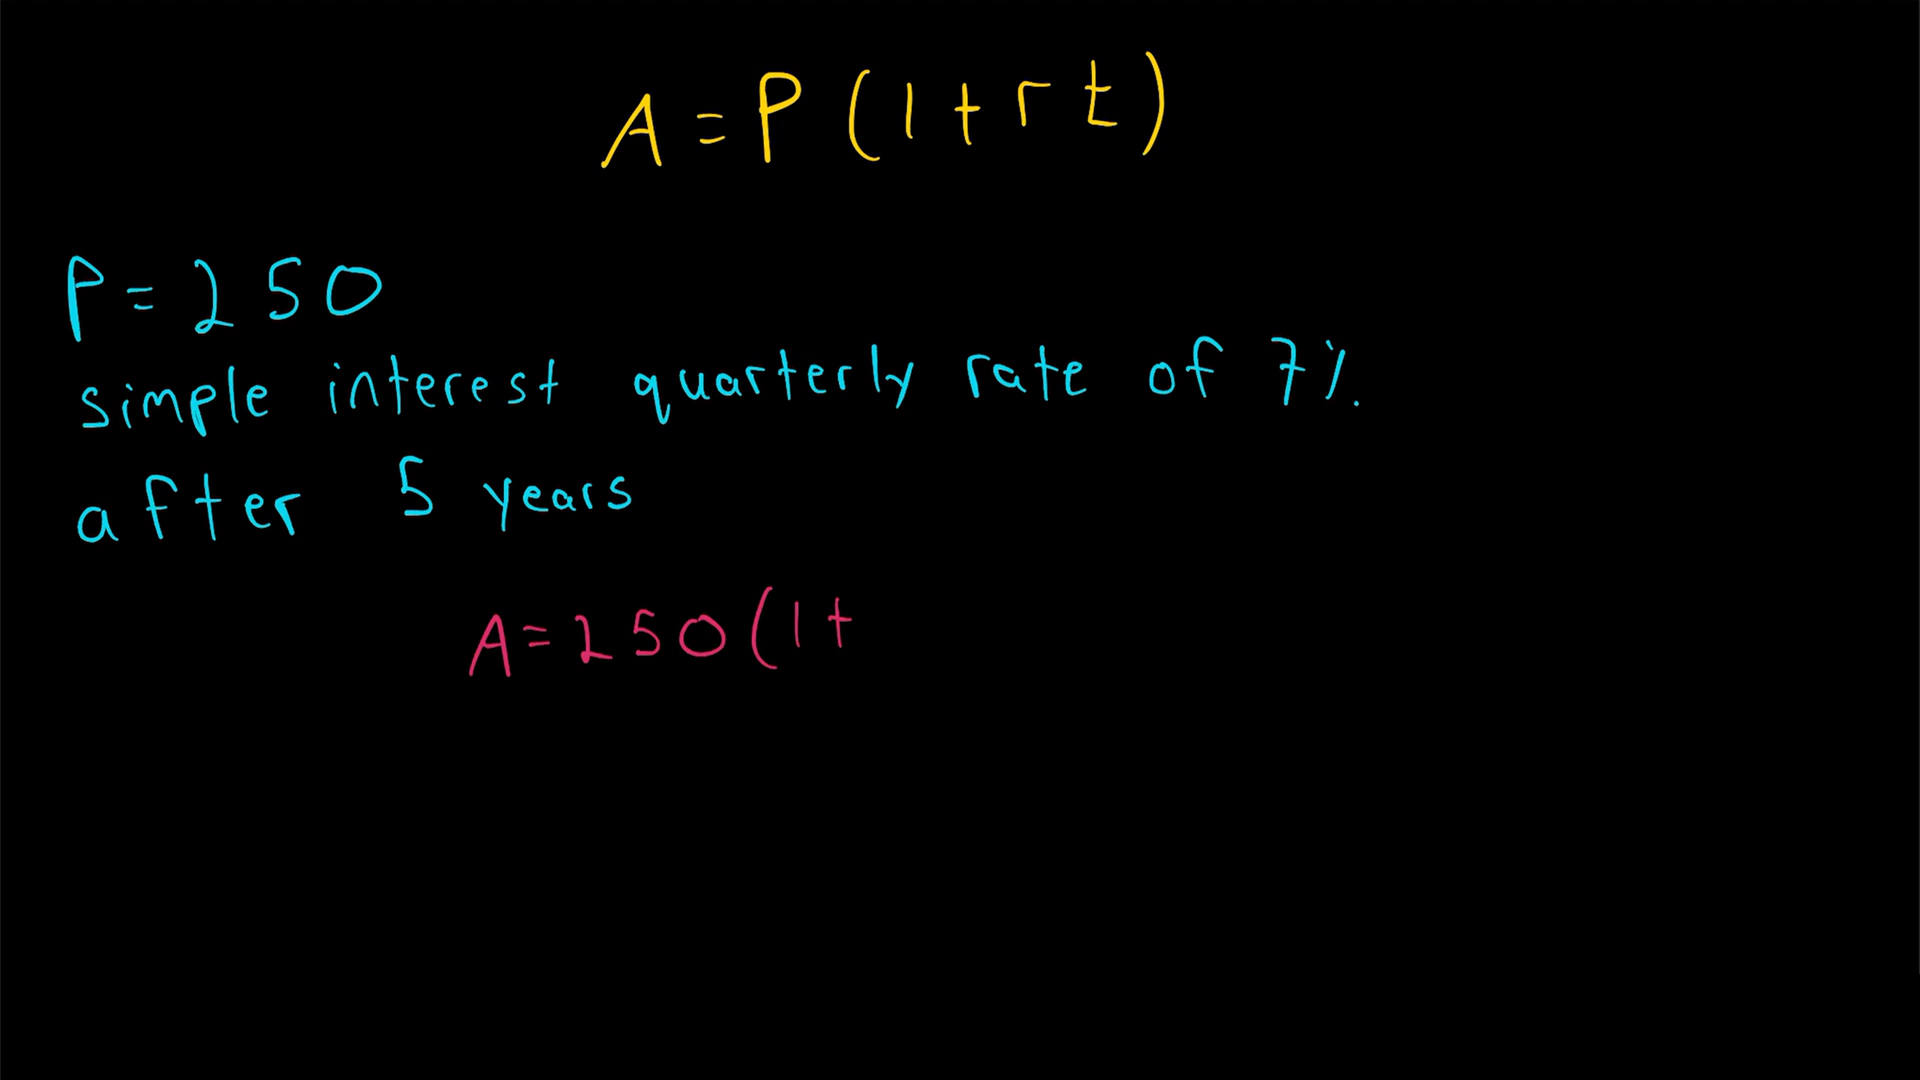 A = P (1 + r t)
P = 250
simple interest quarterly rate of 7%
after 5 years
A = 250 (1 +